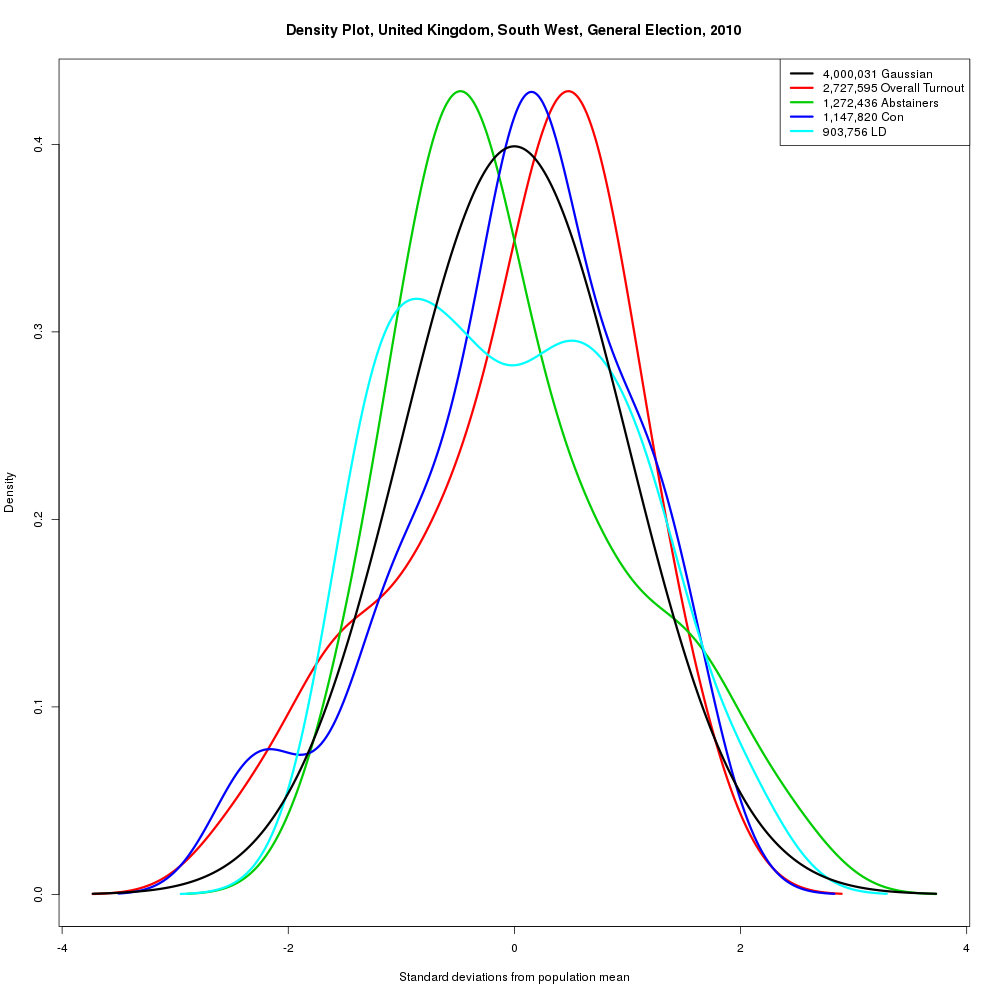 Density Plot, United Kingdom, South West, General Election, 2010
4,000,031 Gaussian
2,727,595 Overall Turnout
1,272,436 Abstainers
1,147,820 Con
903,756 LD
Density
0.4
0.3
0.2
0.1
0.0
-4 -2 0 2 4
Standard deviations from population mean